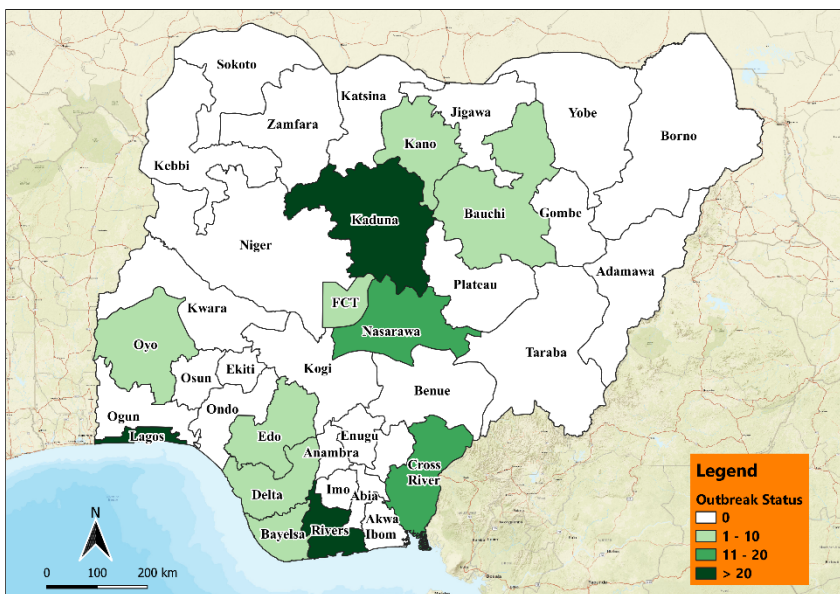 Sokoto
Katsina
Jigawa
Yobe
Zamfara
Borno
Kano
Kebbi
Kaduna
Bauchi
Gombe
Niger
Adamawa
Plateau
FCT
Kwara
Nasarawa
Oyo
Taraba
Kogi
Ekiti
Osun
Benue
Ondo
Ogun
Lagos
Edo
Enugu
Anambra
Cross
River
Imo
Delta
Abia
Akwa
Ibom
Bayelsa
Rivers
N
0 100 200 km
Legend
Outbreak Status
0
1 - 10
11 - 20
> 20